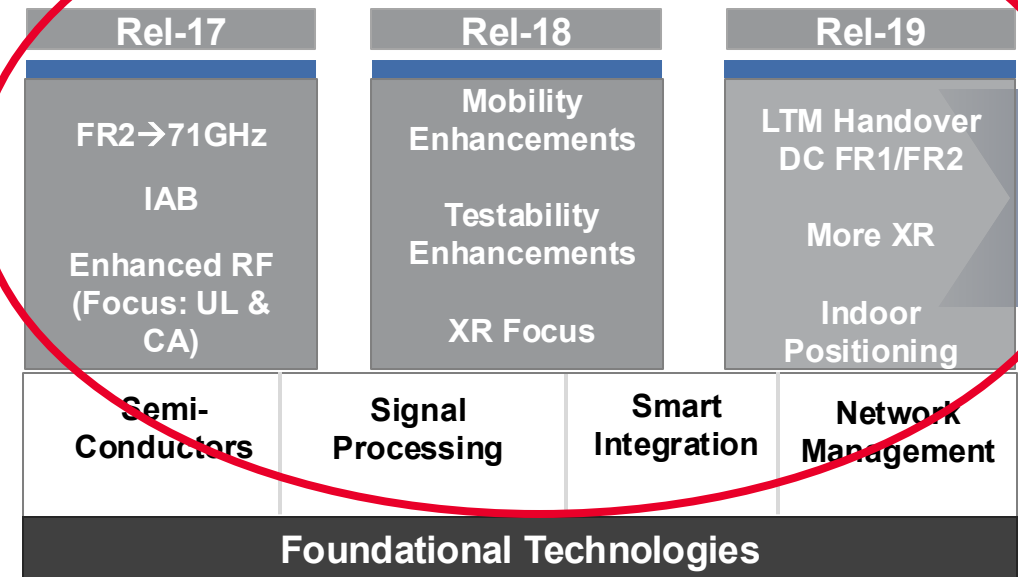 Rel-17
Rel-18
Rel-19
FR2→71GHz
IAB
Enhanced RF
(Focus: UL &
CA)
Mobility
Enhancements
Testability
Enhancements
XR Focus
LTM Handover
DC FR1/FR2
More XR
Indoor
Positioning
Semi-
Conductors
Signal
Processing
Smart
Integration
Network
Management
Foundational Technologies